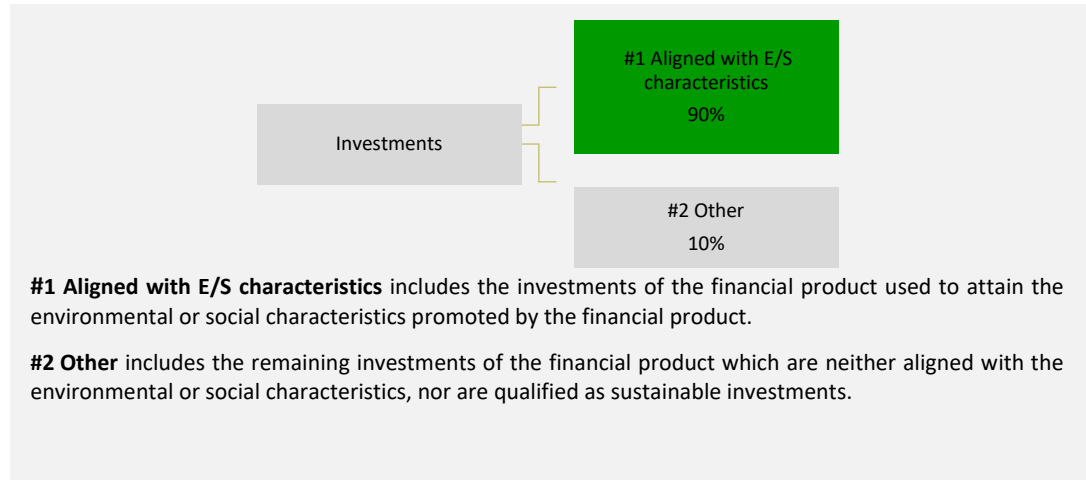 #1 Aligned with E/S
characteristics
90%
Investments
#2 Other
10%
#1 Aligned with E/S characteristics includes the investments of the financial product used to attain the
environmental or social characteristics promoted by the financial product.
#2 Other includes the remaining investments of the financial product which are neither aligned with the
environmental or social characteristics, nor are qualified as sustainable investments.